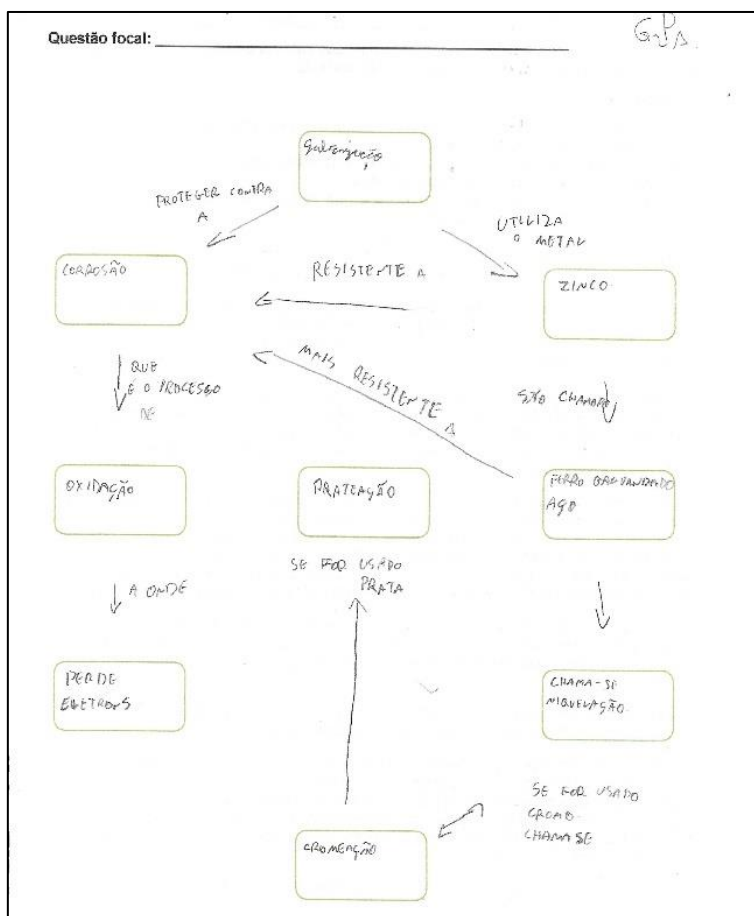 Questão focal:
GPA
Galvanização
PROTEGER CONTRA
A
UTILIZA
O METAL
CORROSÃO
RESISTENTE A
ZINCO
QUE
É O PROCESSO
DE
MAIS RESISTENTE A
SÃO CHAMADO
OXIDAÇÃO
PRATEAÇÃO
FERRO GALVANIZADO
AÇO
SE FOR USADO
PRATA
A ONDE
PERDE
ELETRONS
CHAMA-SE
NIQUELAÇÃO
SE FOR USADO
CROMO
CHAMA SE
CROMEAÇÃO